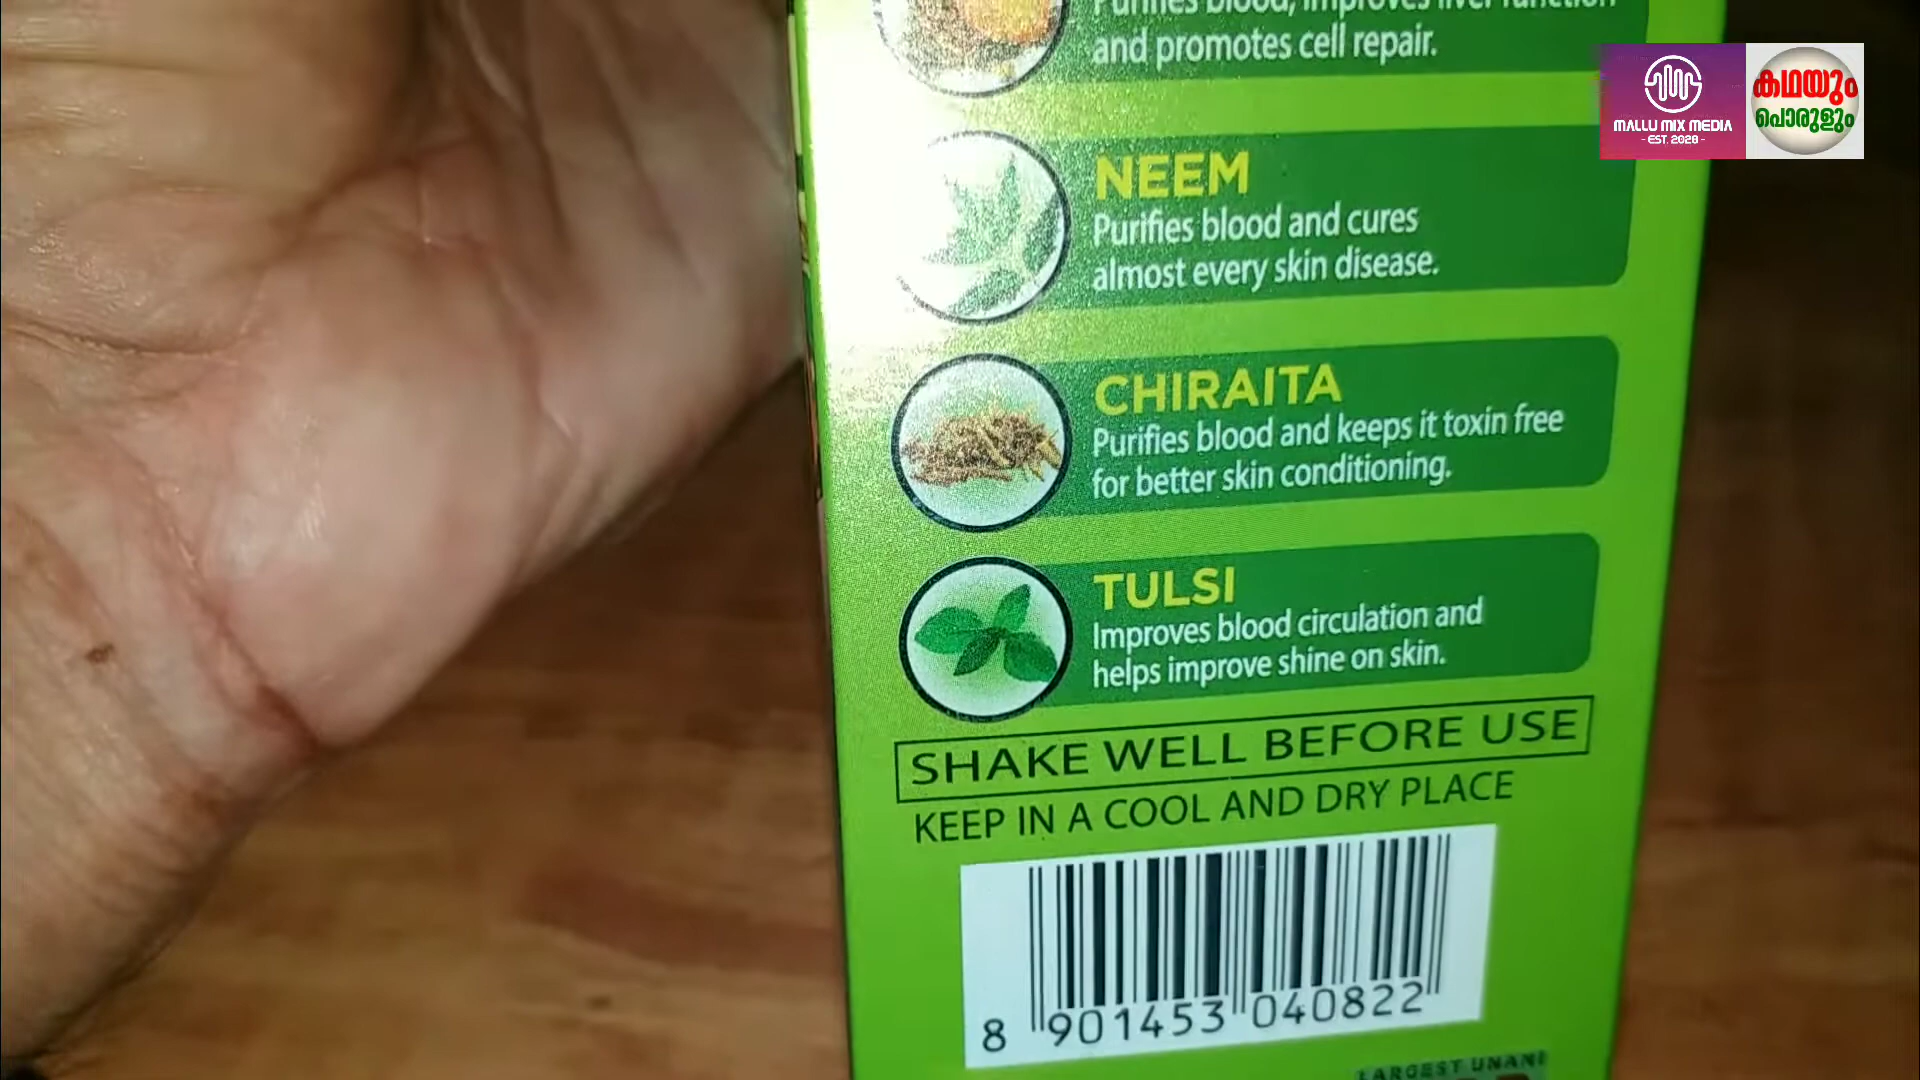 Purifies blood, improves liver function
and promotes cell repair.
NEEM
Purifies blood and cures
almost every skin disease.
CHIRAITA
Purifies blood and keeps it toxin free
for better skin conditioning.
TULSI
Improves blood circulation and
helps improve shine on skin.
SHAKE WELL BEFORE USE
KEEP IN A COOL AND DRY PLACE
8 901453 040822
LARGEST UNANI
MALLU MIX MEDIA
- EST. 2020 -
കഥയും
പൊരുളും